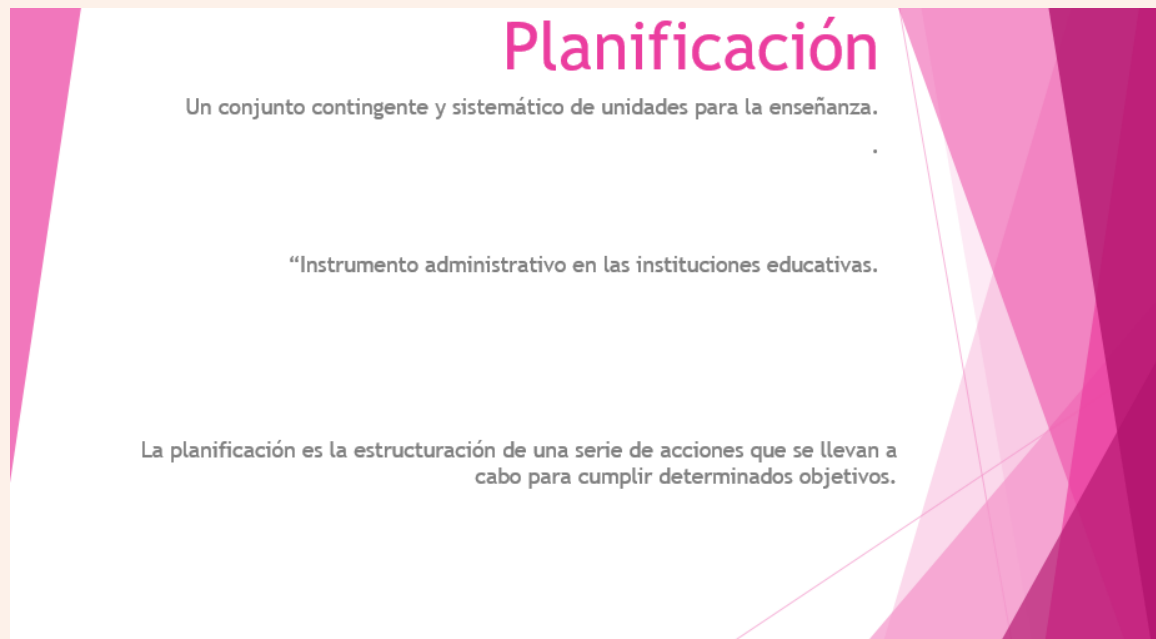 Planificación
Un conjunto contingente y sistemático de unidades para la enseñanza.
.
“Instrumento administrativo en las instituciones educativas.
La planificación es la estructuración de una serie de acciones que se llevan a
cabo para cumplir determinados objetivos.